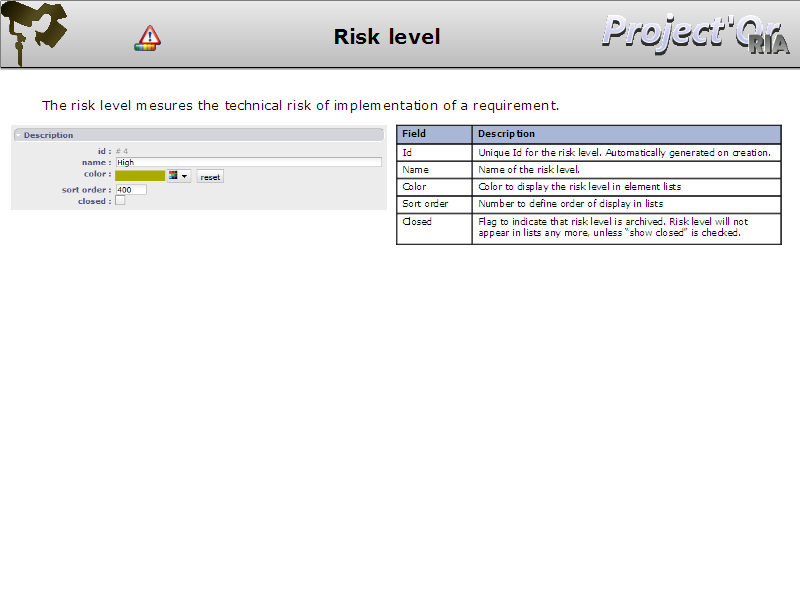 Risk level
Project'Or
RIA
The risk level mesures the technical risk of implementation of a requirement.
Description
id : # 4
name : High
color : reset
sort order : 400
closed :
Field Description
Id Unique Id for the risk level. Automatically generated on creation.
Name Name of the risk level.
Color Color to display the risk level in element lists
Sort order Number to define order of display in lists
Closed Flag to indicate that risk level is archived. Risk level will not
appear in lists any more, unless “show closed” is checked.